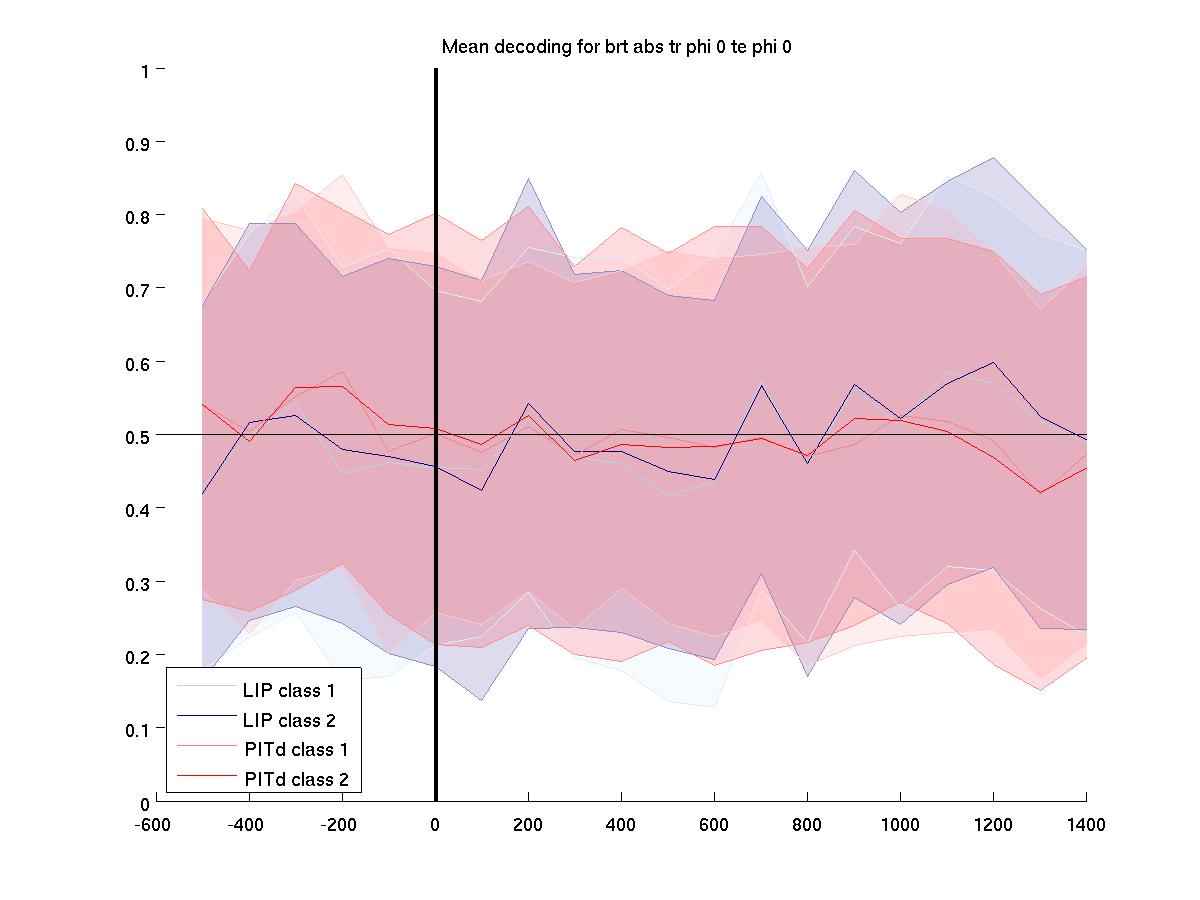 Mean decoding for brt abs tr phi 0 te phi 0
1
0.9
0.8
0.7
0.6
0.5
0.4
0.3
0.2
0.1
0
LIP class 1
LIP class 2
PITd class 1
PITd class 2
-600 -400 -200 0 200 400 600 800 1000 1200 1400